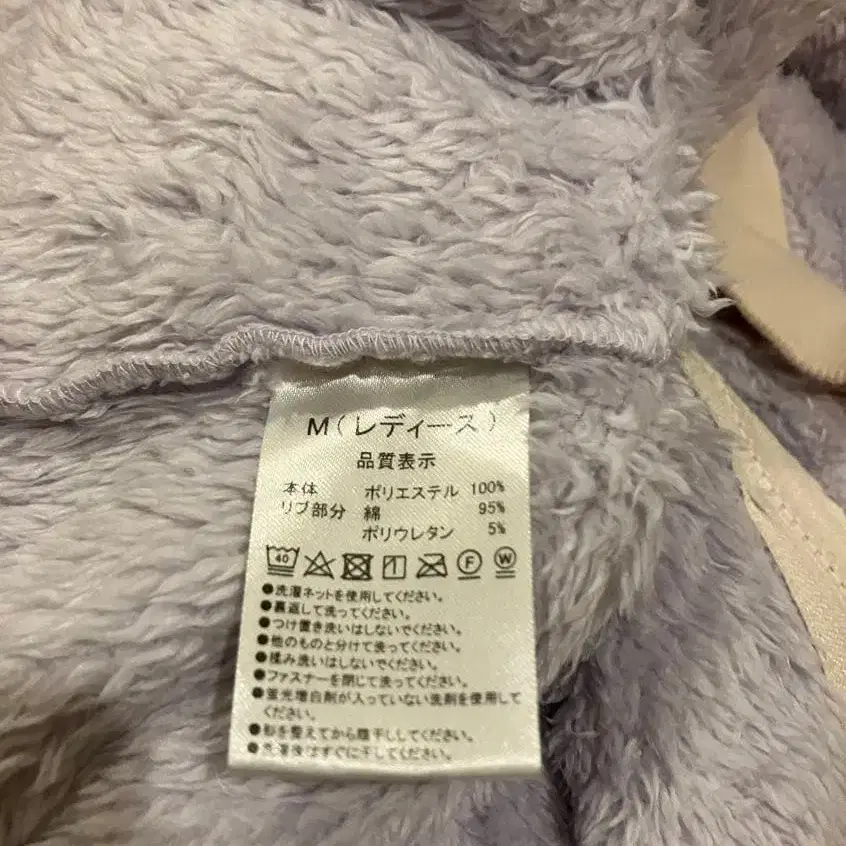 M(レディース)
品質表示
本体 ポリエステル 100%
リブ部分 綿 95%
ポリウレタン 5%
40 F W
●洗濯ネットを使用してください。
●裏返して洗ってください。
●つけ置き洗いはしないでください。
●他のものと分けて洗ってください。
●揉み洗いはしないでください。
●ファスナーを閉じて洗ってください。
●蛍光増白剤が入っていない洗剤を使用して
ください。
●形を整えてから陰干ししてください。
●洗濯後はすぐに干してください。